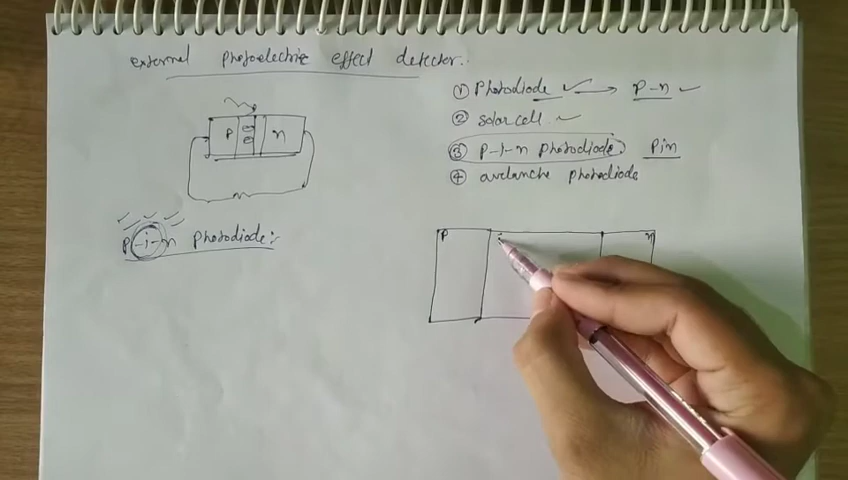 external photoelectric effect detector:
① Photodiode ✓ → p-n ✓
② solar cell. ✓
③ p-i-n photodiode) pin
④ avalanche photodiode
p n
p-i-n photodiode:-
p i n